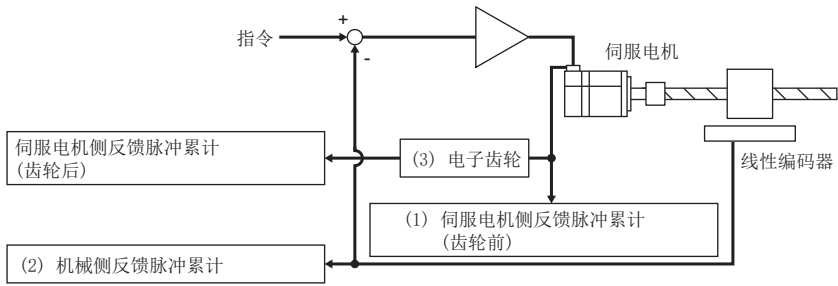 +
指令
-
伺服电机
伺服电机侧反馈脉冲累计
(齿轮后)
(3) 电子齿轮
线性编码器
(1) 伺服电机侧反馈脉冲累计
(齿轮前)
(2) 机械侧反馈脉冲累计